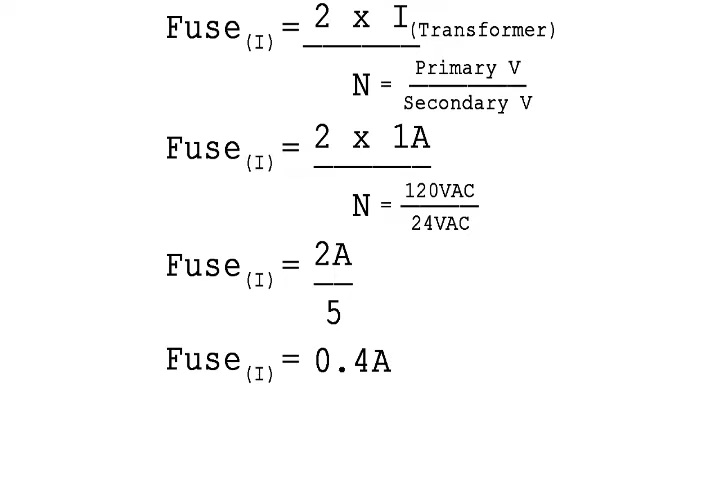 Fuse(I) = 2 x I(Transformer)
N = Primary V
Secondary V
Fuse(I) = 2 x 1A
N = 120VAC
24VAC
Fuse(I) = 2A
5
Fuse(I) = 0.4A